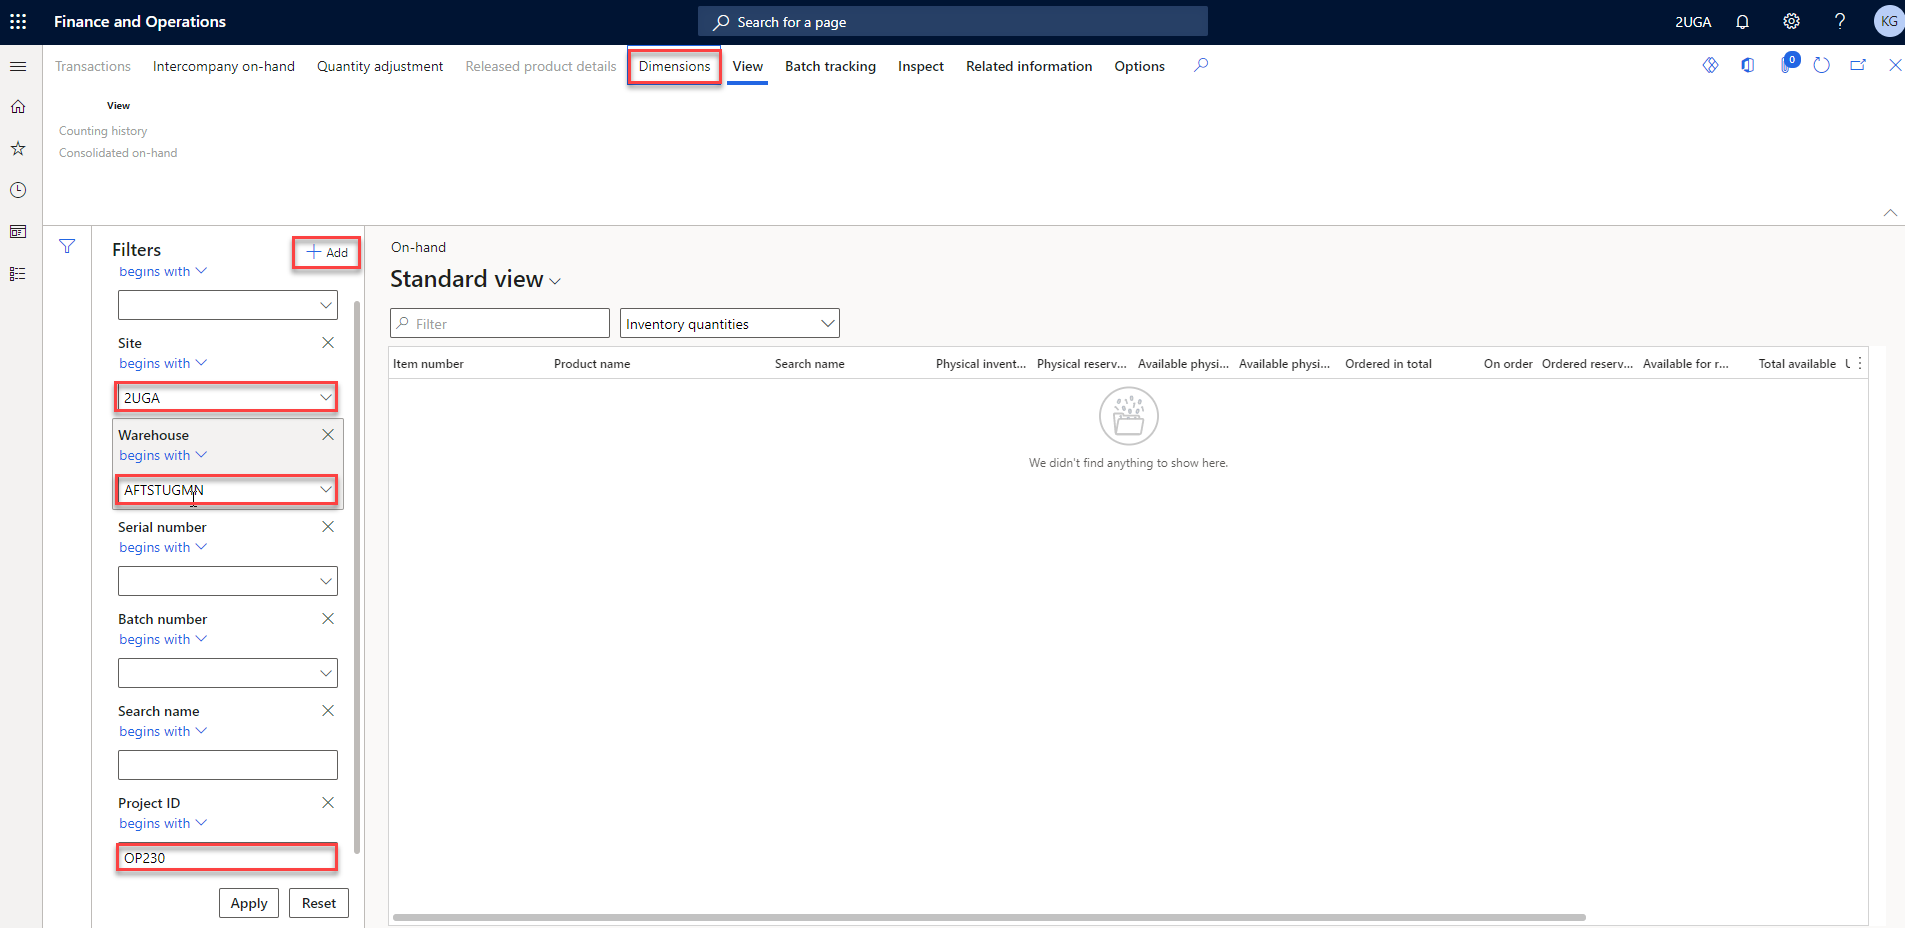 Finance and Operations
Search for a page
2UGA
KG
Transactions
Intercompany on-hand
Quantity adjustment
Released product details
Dimensions
View
Batch tracking
Inspect
Related information
Options
0
View
Counting history
Consolidated on-hand
Filters
Add
begins with
Site
begins with
2UGA
Warehouse
begins with
AFTSTUGMN
Serial number
begins with
Batch number
begins with
Search name
begins with
Project ID
begins with
OP230
Apply
Reset
On-hand
Standard view
Filter
Inventory quantities
Item number
Product name
Search name
Physical invent...
Physical reserv...
Available physi...
Available physi...
Ordered in total
On order
Ordered reserv...
Available for r...
Total available
We didn't find anything to show here.